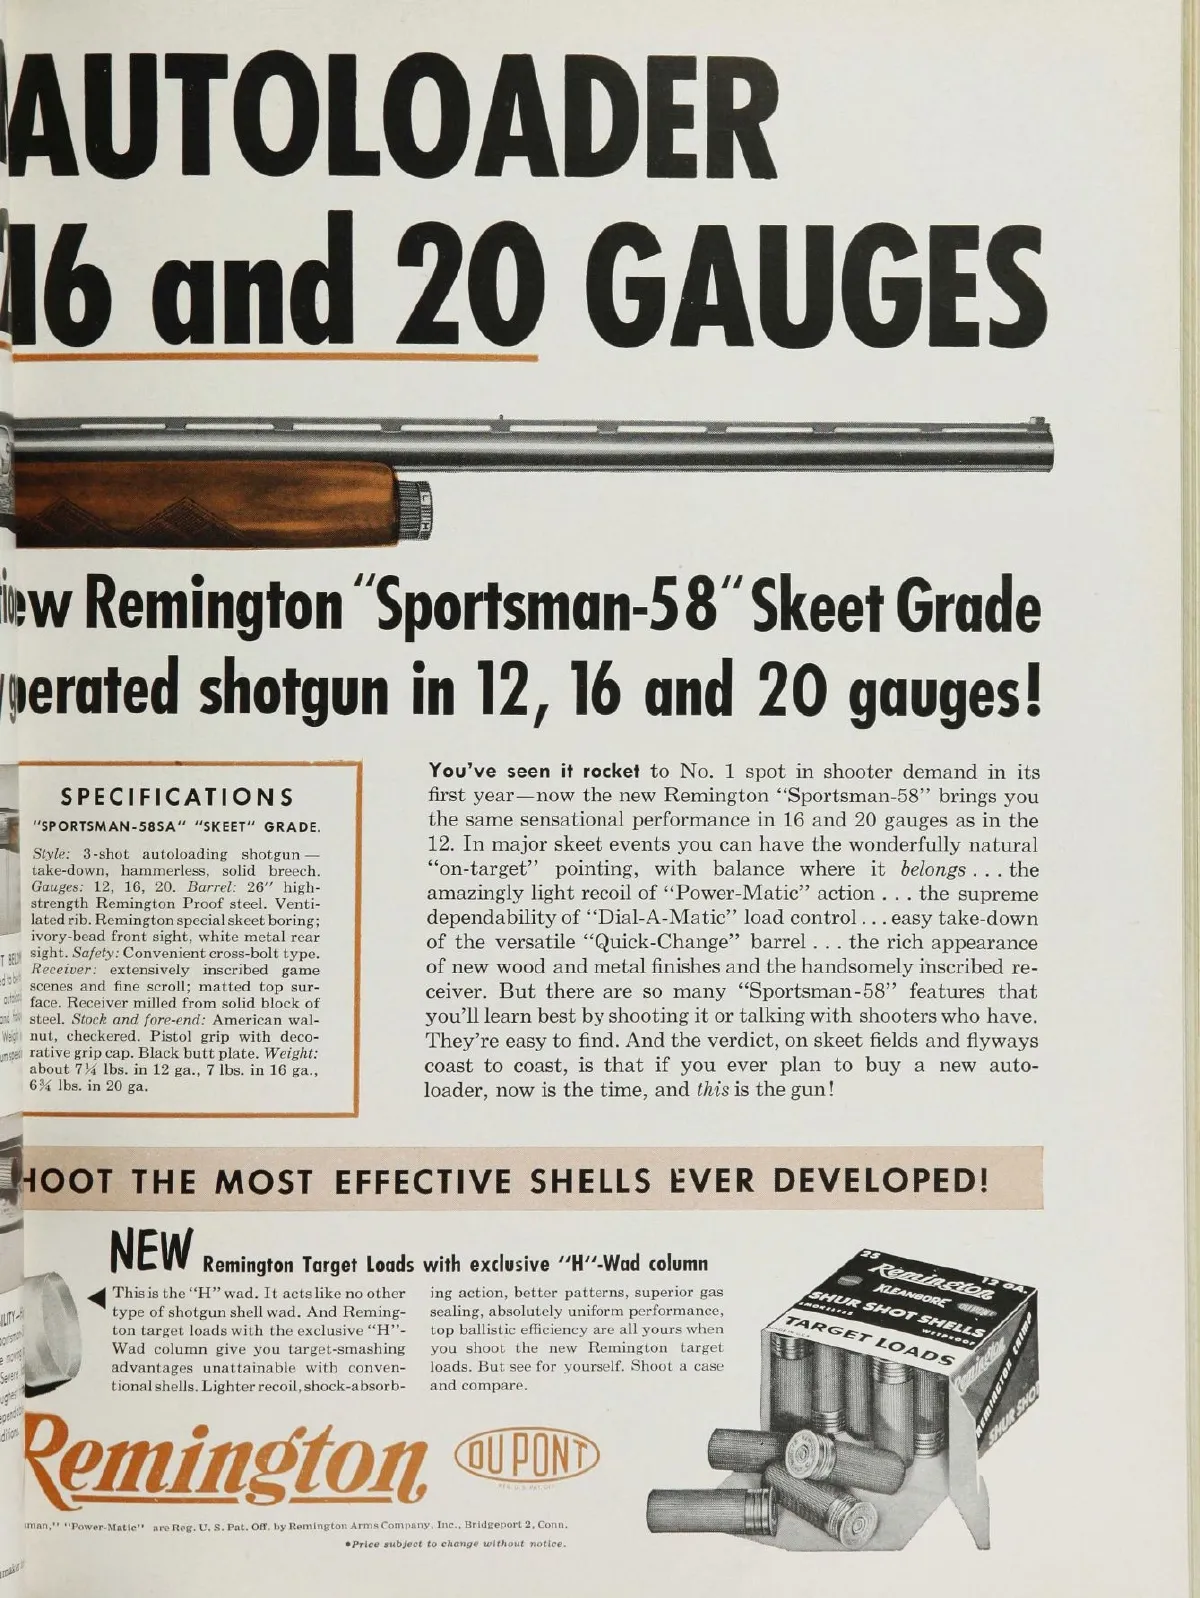 AUTOLOADER
16 and 20 GAUGES
ew Remington "Sportsman-58" Skeet Grade
perated shotgun in 12, 16 and 20 gauges!
SPECIFICATIONS
"SPORTSMAN-58SA" "SKEET" GRADE.
Style: 3-shot autoloading shotgun —
take-down, hammerless, solid breech.
Gauges: 12, 16, 20. Barrel: 26" high-
strength Remington Proof steel. Venti-
lated rib. Remington special skeet boring;
ivory-bead front sight, white metal rear
sight. Safety: Convenient cross-bolt type.
Receiver: extensively inscribed game
scenes and fine scroll; matted top sur-
face. Receiver milled from solid block of
steel. Stock and fore-end: American wal-
nut, checkered. Pistol grip with deco-
rative grip cap. Black butt plate. Weight:
about 7¼ lbs. in 12 ga., 7 lbs. in 16 ga.,
6¾ lbs. in 20 ga.
You've seen it rocket to No. 1 spot in shooter demand in its
first year—now the new Remington "Sportsman-58" brings you
the same sensational performance in 16 and 20 gauges as in the
12. In major skeet events you can have the wonderfully natural
"on-target" pointing, with balance where it belongs . . . the
amazingly light recoil of "Power-Matic" action . . . the supreme
dependability of "Dial-A-Matic" load control . . . easy take-down
of the versatile "Quick-Change" barrel . . . the rich appearance
of new wood and metal finishes and the handsomely inscribed re-
ceiver. But there are so many "Sportsman-58" features that
you'll learn best by shooting it or talking with shooters who have.
They're easy to find. And the verdict, on skeet fields and flyways
coast to coast, is that if you ever plan to buy a new auto-
loader, now is the time, and this is the gun!
HOOT THE MOST EFFECTIVE SHELLS EVER DEVELOPED!
NEW Remington Target Loads with exclusive "H"-Wad column
This is the "H" wad. It acts like no other
type of shotgun shell wad. And Reming-
ton target loads with the exclusive "H"-
Wad column give you target-smashing
advantages unattainable with conven-
tional shells. Lighter recoil, shock-absorb-
ing action, better patterns, superior gas
sealing, absolutely uniform performance,
top ballistic efficiency are all yours when
you shoot the new Remington target
loads. But see for yourself. Shoot a case
and compare.
25
12 GA.
Remington
KLEANBORE
SHUR SHOT SHELLS
SMOKELESS
WETPROOF
TARGET LOADS
Remington
REMINGTON GAME
SHUR SHOT
Remington
DU PONT
REG. U. S. PAT. OFF.
man," "Power-Matic" are Reg. U. S. Pat. Off. by Remington Arms Company, Inc., Bridgeport 2, Conn.
*Price subject to change without notice.